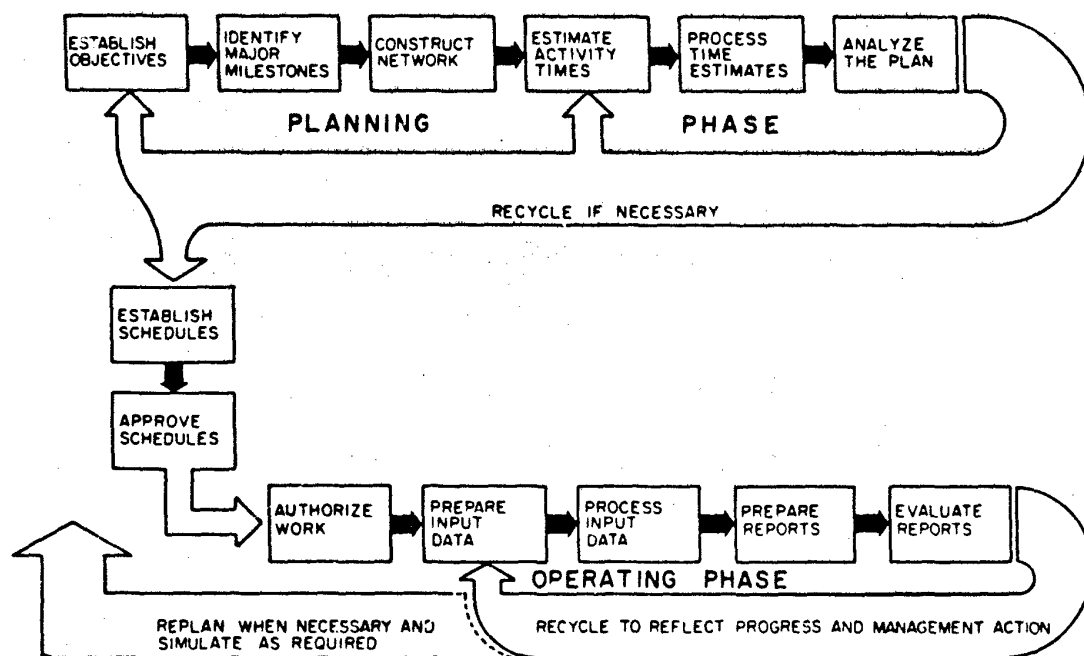 ESTABLISH
OBJECTIVES
IDENTIFY
MAJOR
MILESTONES
CONSTRUCT
NETWORK
ESTIMATE
ACTIVITY
TIMES
PROCESS
TIME
ESTIMATES
ANALYZE
THE PLAN
PLANNING PHASE
RECYCLE IF NECESSARY
ESTABLISH
SCHEDULES
APPROVE
SCHEDULES
AUTHORIZE
WORK
PREPARE
INPUT
DATA
PROCESS
INPUT
DATA
PREPARE
REPORTS
EVALUATE
REPORTS
OPERATING PHASE
REPLAN WHEN NECESSARY AND
SIMULATE AS REQUIRED
RECYCLE TO REFLECT PROGRESS AND MANAGEMENT ACTION